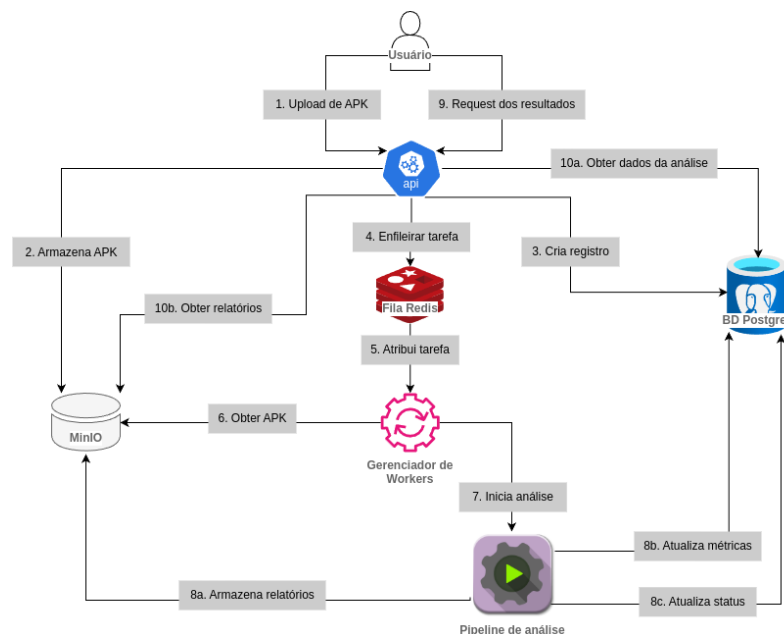 Usuário
1. Upload de APK
9. Request dos resultados
10a. Obter dados da análise
api
4. Enfileirar tarefa
2. Armazena APK
3. Cria registro
10b. Obter relatórios
Fila Redis
BD Postgre
5. Atribui tarefa
6. Obter APK
MinIO
Gerenciador de
Workers
7. Inicia análise
8b. Atualiza métricas
8a. Armazena relatórios
8c. Atualiza status
Pipeline de análise